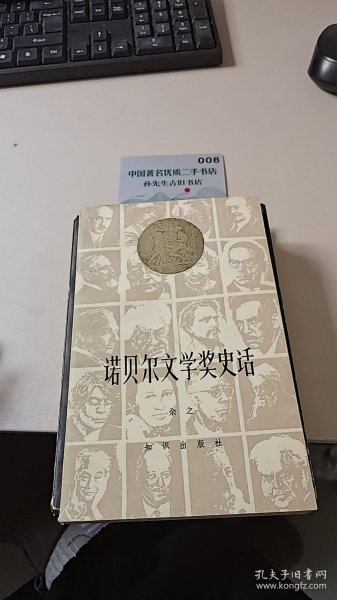 008
中国著名优质二手书店
孙先生古旧书店
诺贝尔文学奖史话
余之
知识出版社
孔夫子旧书网
www.kongfz.com